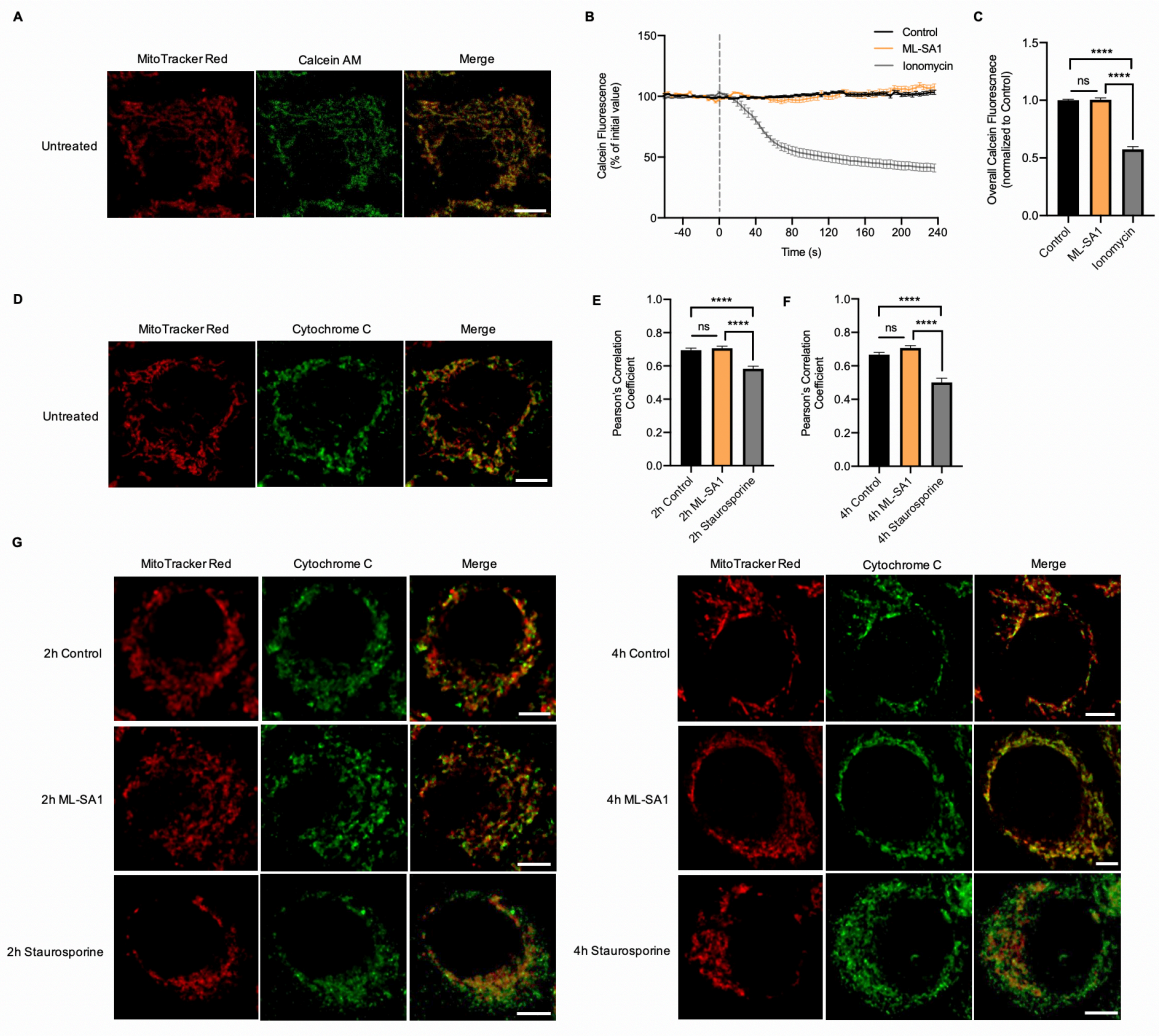 A
MitoTracker Red
Calcein AM
Merge
Untreated
B
Calcein Fluorescence
(% of initial value)
150
100
50
0
-40
0
40
80
120
160
200
240
Time (s)
Control
ML-SA1
Ionomycin
C
Overall Calcein Fluorescnece
(normalized to Control)
1.5
1.0
0.5
0.0
****
ns
****
Control
ML-SA1
Ionomycin
D
MitoTracker Red
Cytochrome C
Merge
Untreated
E
Pearson's Correlation
Coefficient
1.0
0.8
0.6
0.4
0.2
0.0
****
ns
****
2h Control
2h ML-SA1
2h Staurosporine
F
Pearson's Correlation
Coefficient
1.0
0.8
0.6
0.4
0.2
0.0
****
ns
****
4h Control
4h ML-SA1
4h Staurosporine
G
MitoTracker Red
Cytochrome C
Merge
2h Control
2h ML-SA1
2h Staurosporine
MitoTracker Red
Cytochrome C
Merge
4h Control
4h ML-SA1
4h Staurosporine